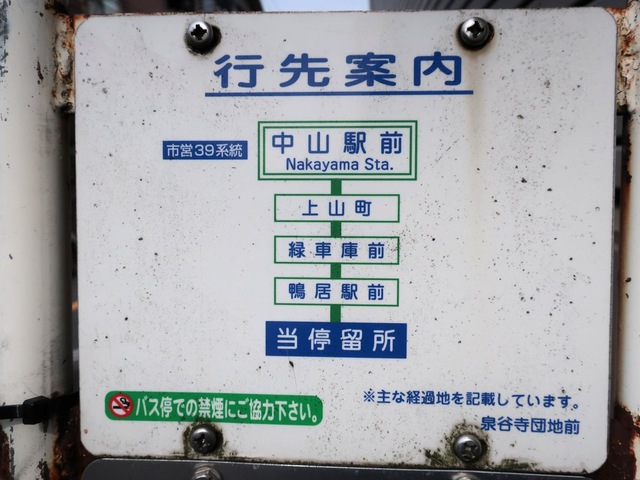 行先案内
市営39系統
中山駅前
Nakayama Sta.
上山町
緑車庫前
鴨居駅前
当停留所
バス停での禁煙にご協力下さい。
※主な経過地を記載しています。
泉谷寺団地前